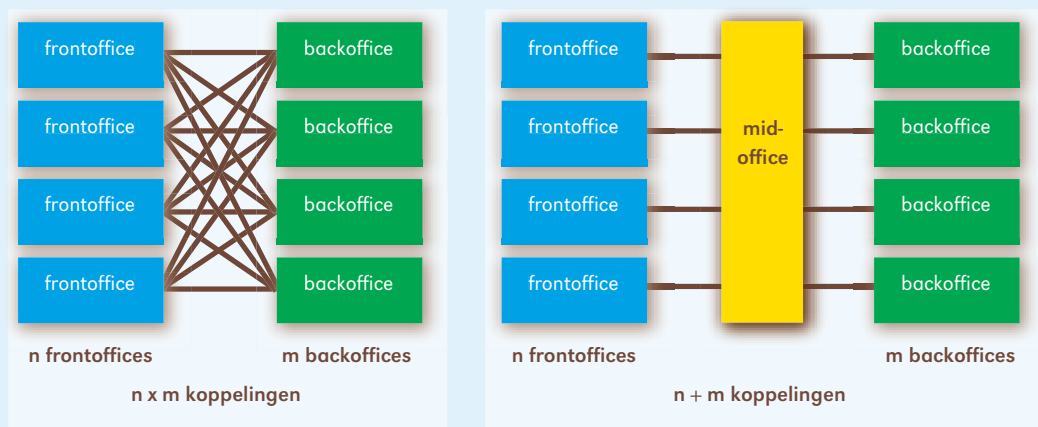 frontoffice
backoffice
frontoffice
backoffice
frontoffice
backoffice
frontoffice
backoffice
n frontoffices
m backoffices
n x m koppelingen
frontoffice
backoffice
frontoffice
mid-
office
backoffice
frontoffice
backoffice
frontoffice
backoffice
n frontoffices
m backoffices
n + m koppelingen